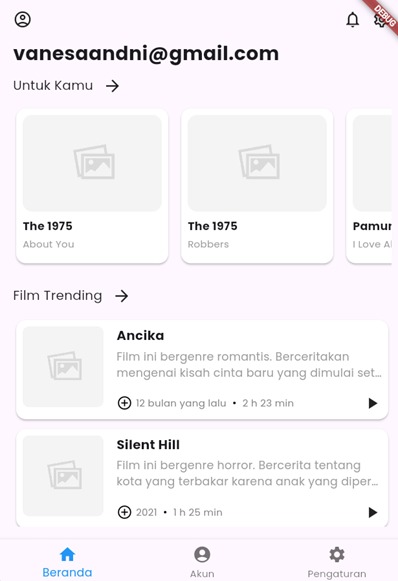 DEBUG
vanesaandni@gmail.com
Untuk Kamu
The 1975
About You
The 1975
Robbers
Pamun
I Love Al
Film Trending
Ancika
Film ini bergenre romantis. Berceritakan
mengenai kisah cinta baru yang dimulai set...
12 bulan yang lalu • 2 h 23 min
Silent Hill
Film ini bergenre horror. Bercerita tentang
kota yang terbakar karena anak yang diper...
2021 • 1 h 25 min
Beranda
Akun
Pengaturan